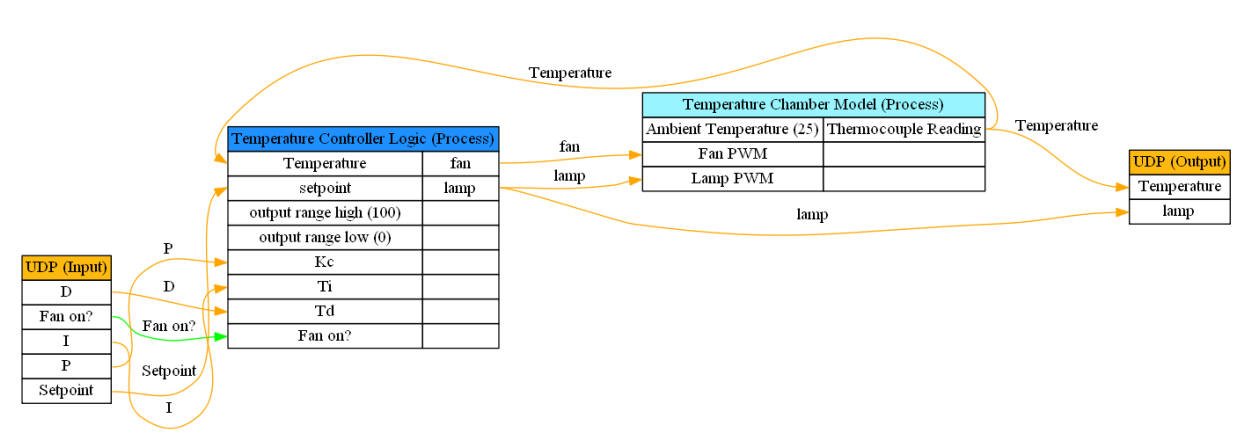 Temperature
Temperature Chamber Model (Process)
Ambient Temperature (25) Thermocouple Reading
Fan PWM
Lamp PWM
Temperature
fan
lamp
lamp
Temperature Controller Logic (Process)
Temperature fan
setpoint lamp
output range high (100)
output range low (0)
Kc
Ti
Td
Fan on?
UDP (Output)
Temperature
lamp
P
D
Fan on?
Setpoint
I
UDP (Input)
D
Fan on?
I
P
Setpoint